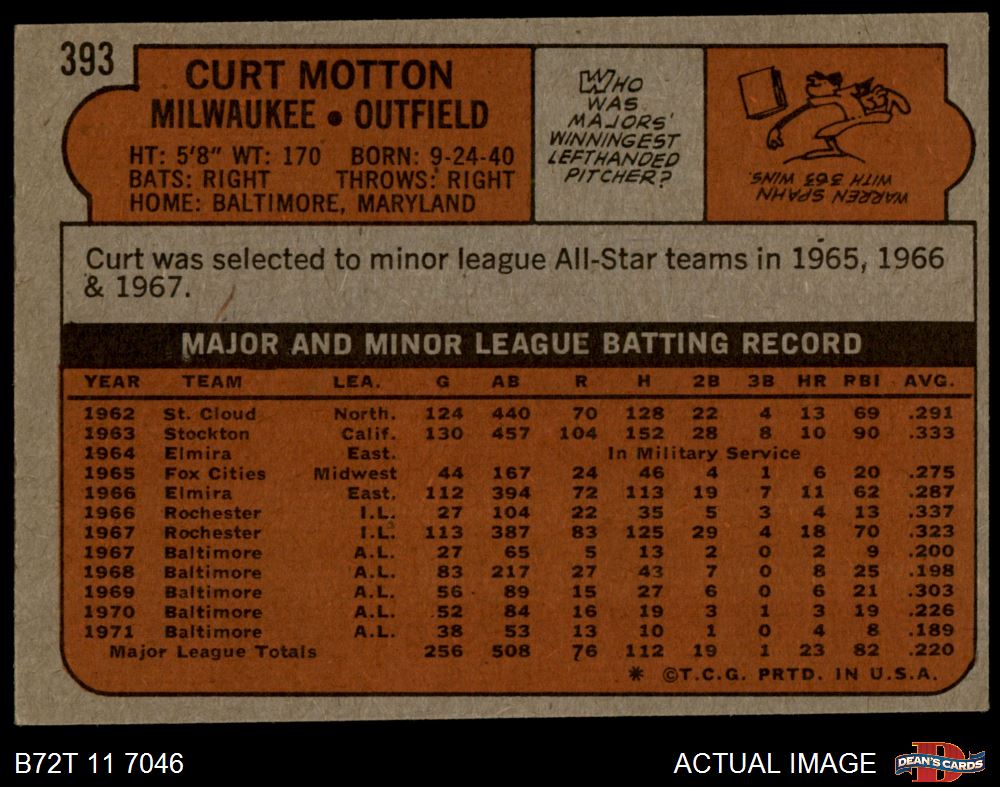 393
CURT MOTTON
MILWAUKEE • OUTFIELD
HT: 5'8" WT: 170 BORN: 9-24-40
BATS: RIGHT THROWS: RIGHT
HOME: BALTIMORE, MARYLAND
WHO
WAS
MAJORS'
WINNINGEST
LEFTHANDED
PITCHER?
WARREN SPAHN
WITH 363 WINS
Curt was selected to minor league All-Star teams in 1965, 1966
& 1967.
MAJOR AND MINOR LEAGUE BATTING RECORD
YEAR TEAM LEA. G AB R H 2B 3B HR RBI AVG.
1962 St. Cloud North. 124 440 70 128 22 4 13 69 .291
1963 Stockton Calif. 130 457 104 152 28 8 10 90 .333
1964 Elmira East. In Military Service
1965 Fox Cities Midwest 44 167 24 46 4 1 6 20 .275
1966 Elmira East. 112 394 72 113 19 7 11 62 .287
1966 Rochester I.L. 27 104 22 35 5 3 4 13 .337
1967 Rochester I.L. 113 387 83 125 29 4 18 70 .323
1967 Baltimore A.L. 27 65 5 13 2 0 2 9 .200
1968 Baltimore A.L. 83 217 27 43 7 0 8 25 .198
1969 Baltimore A.L. 56 89 15 27 6 0 6 21 .303
1970 Baltimore A.L. 52 84 16 19 3 1 3 19 .226
1971 Baltimore A.L. 38 53 13 10 1 0 4 8 .189
Major League Totals 256 508 76 112 19 1 23 82 .220
* ©T.C.G. PRTD. IN U.S.A.
B72T 11 7046
ACTUAL IMAGE
DEAN'S CARDS